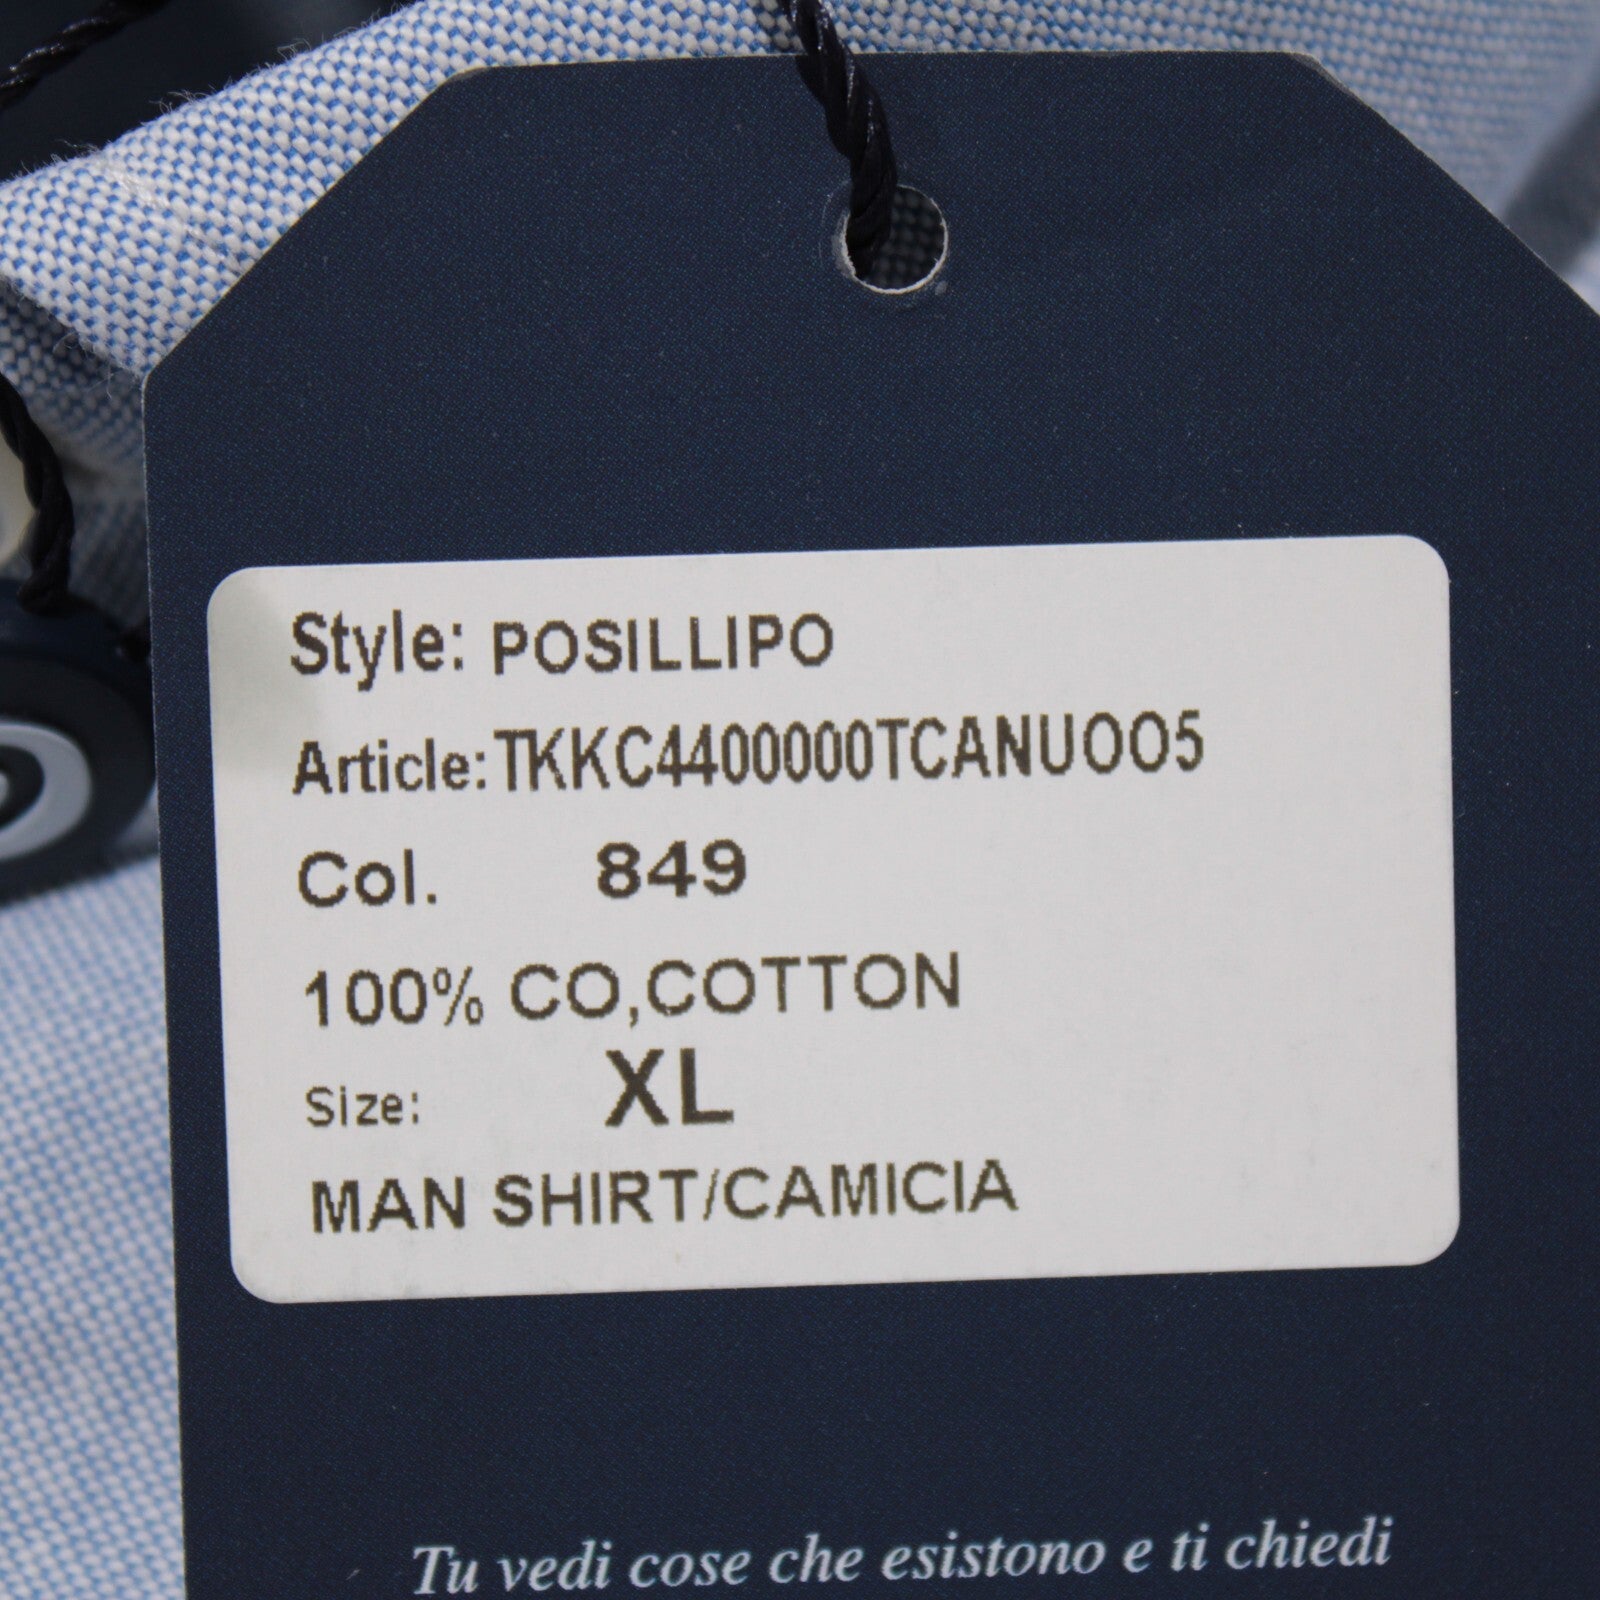 Style: POSILLIPO
Article:TKKC4400000TCANUOO5
Col. 849
100% CO,COTTON
Size: XL
MAN SHIRT/CAMICIA
Tu vedi cose che esistono e ti chiedi